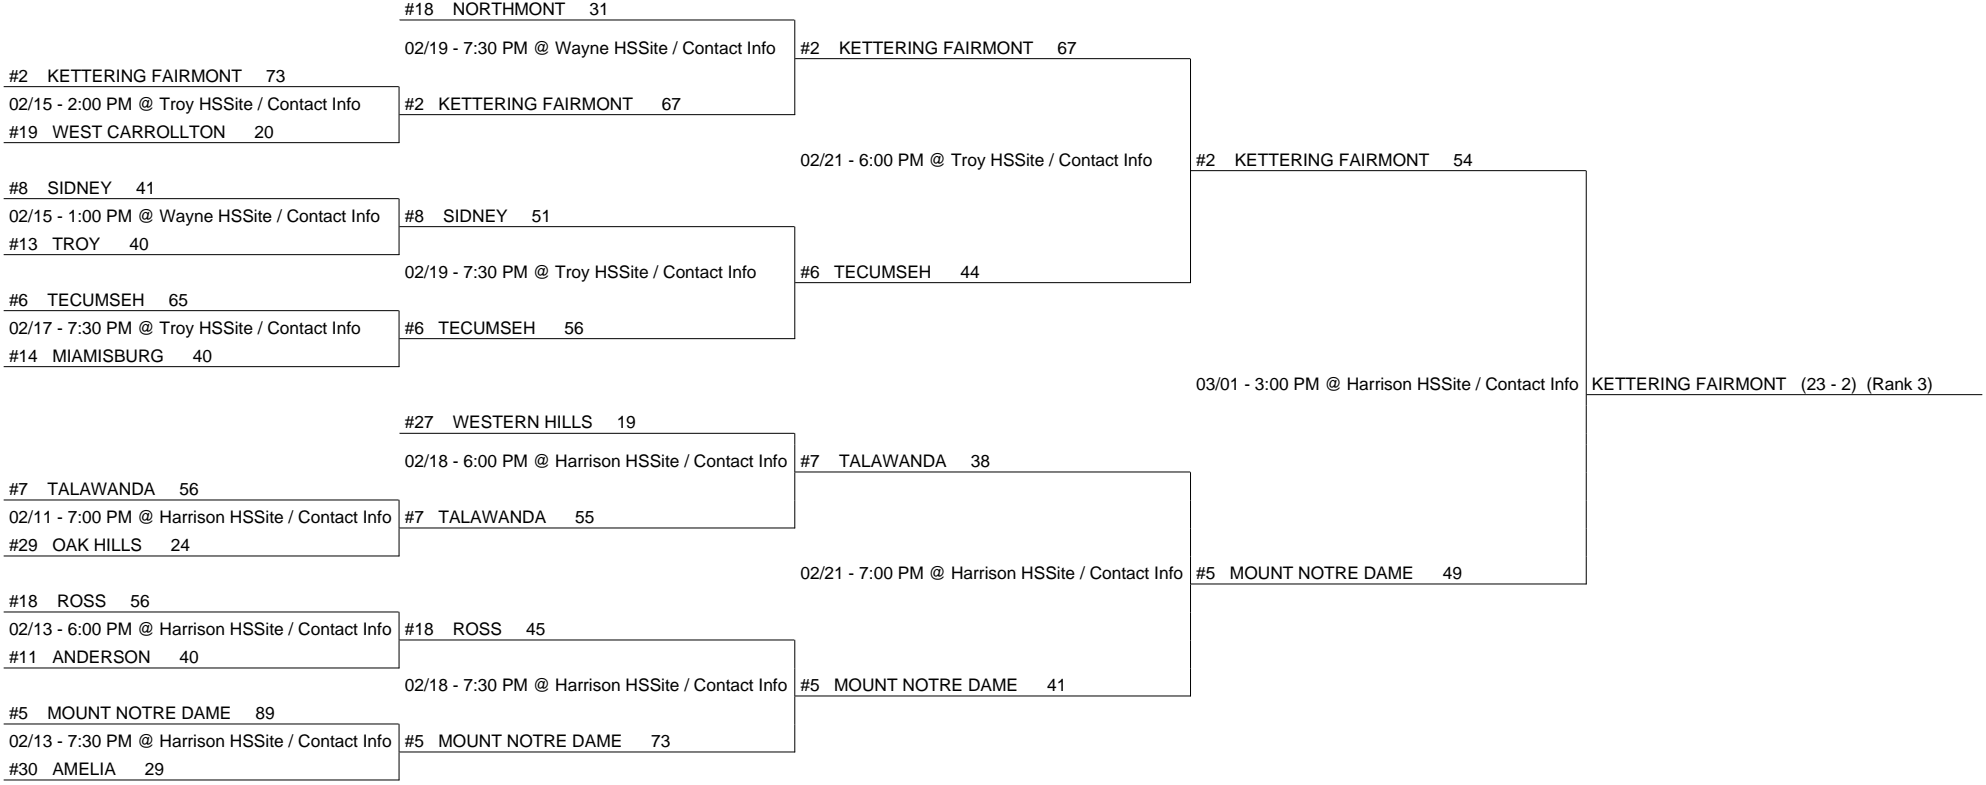 #18 NORTHMONT 31
02/19 - 7:30 PM @ Wayne HSSite / Contact Info
#2 KETTERING FAIRMONT 67
#2 KETTERING FAIRMONT 73
02/15 - 2:00 PM @ Troy HSSite / Contact Info
#2 KETTERING FAIRMONT 67
#19 WEST CARROLLTON 20
02/21 - 6:00 PM @ Troy HSSite / Contact Info
#2 KETTERING FAIRMONT 54
#8 SIDNEY 41
02/15 - 1:00 PM @ Wayne HSSite / Contact Info
#8 SIDNEY 51
#13 TROY 40
02/19 - 7:30 PM @ Troy HSSite / Contact Info
#6 TECUMSEH 44
#6 TECUMSEH 65
02/17 - 7:30 PM @ Troy HSSite / Contact Info
#6 TECUMSEH 56
#14 MIAMISBURG 40
03/01 - 3:00 PM @ Harrison HSSite / Contact Info
KETTERING FAIRMONT (23 - 2) (Rank 3)
#27 WESTERN HILLS 19
02/18 - 6:00 PM @ Harrison HSSite / Contact Info
#7 TALAWANDA 38
#7 TALAWANDA 56
02/11 - 7:00 PM @ Harrison HSSite / Contact Info
#7 TALAWANDA 55
#29 OAK HILLS 24
02/21 - 7:00 PM @ Harrison HSSite / Contact Info
#5 MOUNT NOTRE DAME 49
#18 ROSS 56
02/13 - 6:00 PM @ Harrison HSSite / Contact Info
#18 ROSS 45
#11 ANDERSON 40
02/18 - 7:30 PM @ Harrison HSSite / Contact Info
#5 MOUNT NOTRE DAME 41
#5 MOUNT NOTRE DAME 89
02/13 - 7:30 PM @ Harrison HSSite / Contact Info
#5 MOUNT NOTRE DAME 73
#30 AMELIA 29